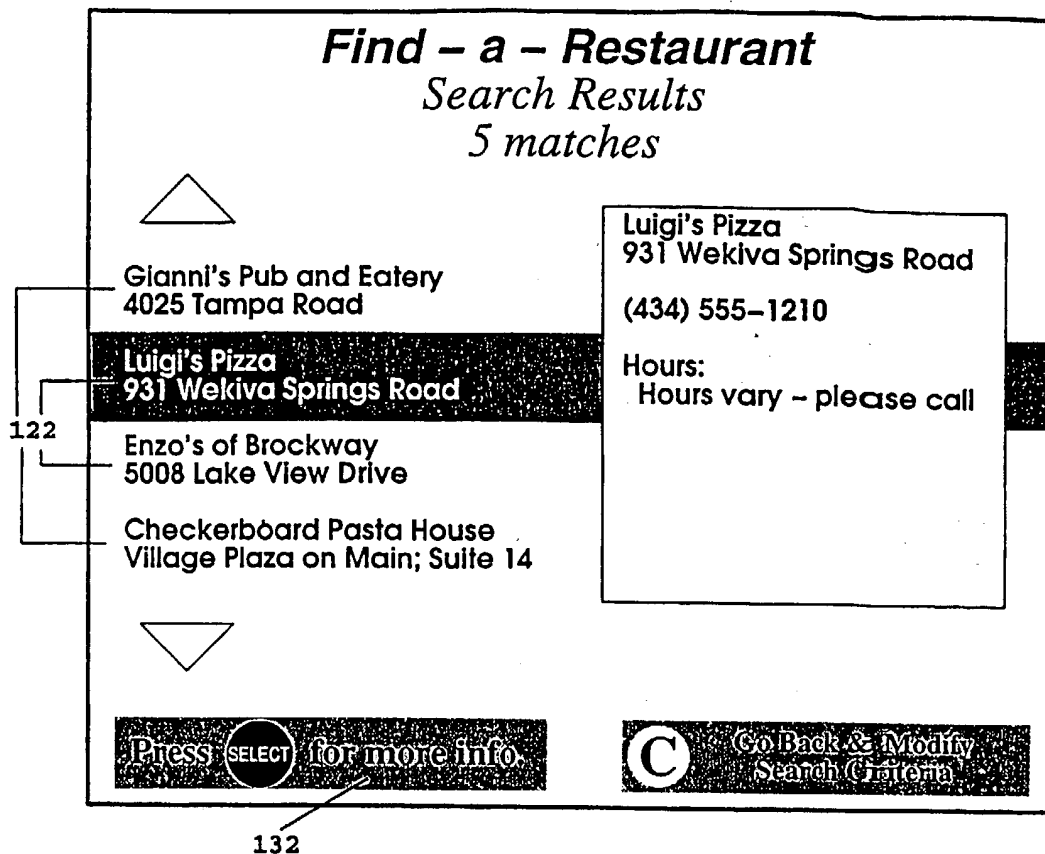 Find – a – Restaurant
Search Results
5 matches
Gianni's Pub and Eatery
4025 Tampa Road
Luigi's Pizza
931 Wekiva Springs Road
Enzo's of Brockway
5008 Lake View Drive
Checkerboard Pasta House
Village Plaza on Main; Suite 14
Luigi's Pizza
931 Wekiva Springs Road
(434) 555–1210
Hours:
Hours vary – please call
122
Press SELECT for more info.
C Go Back & Modify
Search Criteria
132